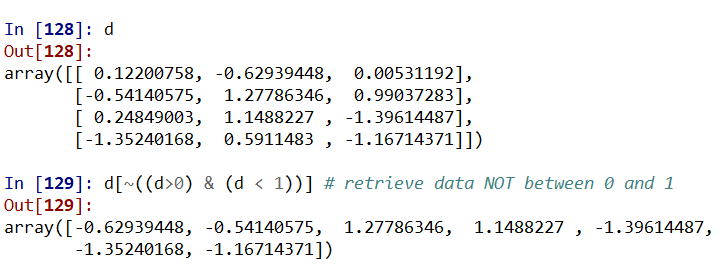 In [128]: d
Out[128]:
array([[ 0.12200758, -0.62939448,  0.00531192],
       [-0.54140575,  1.27786346,  0.99037283],
       [ 0.24849003,  1.1488227 , -1.39614487],
       [-1.35240168,  0.5911483 , -1.16714371]])
In [129]: d[~((d>0) & (d < 1))] # retrieve data NOT between 0 and 1
Out[129]:
array([-0.62939448, -0.54140575,  1.27786346,  1.1488227 , -1.39614487,
       -1.35240168, -1.16714371])